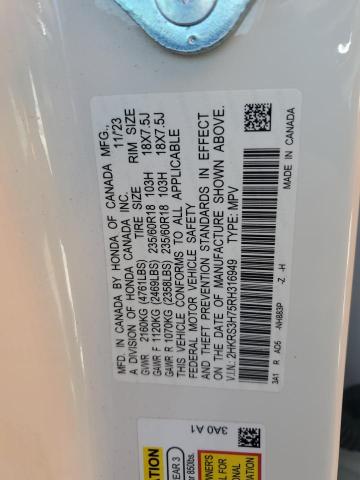 MFD. IN CANADA BY HONDA OF CANADA MFG.,
A DIVISION OF HONDA CANADA INC. 11/23
TIRE SIZE RIM SIZE
GVWR 2160KG (4761LBS)
GAWR F 1120KG (2469LBS) 235/60R18 103H 18X7.5J
GAWR R 1070KG (2358LBS) 235/60R18 103H 18X7.5J
THIS VEHICLE CONFORMS TO ALL APPLICABLE
FEDERAL MOTOR VEHICLE SAFETY
AND THEFT PREVENTION STANDARDS IN EFFECT
ON THE DATE OF MANUFACTURE SHOWN ABOVE.
V.I.N.: 2HKRS3H75RH316949 TYPE: MPV
3A1 R AD5 -NH883P -Z -H
MADE IN CANADA
3A0 A1